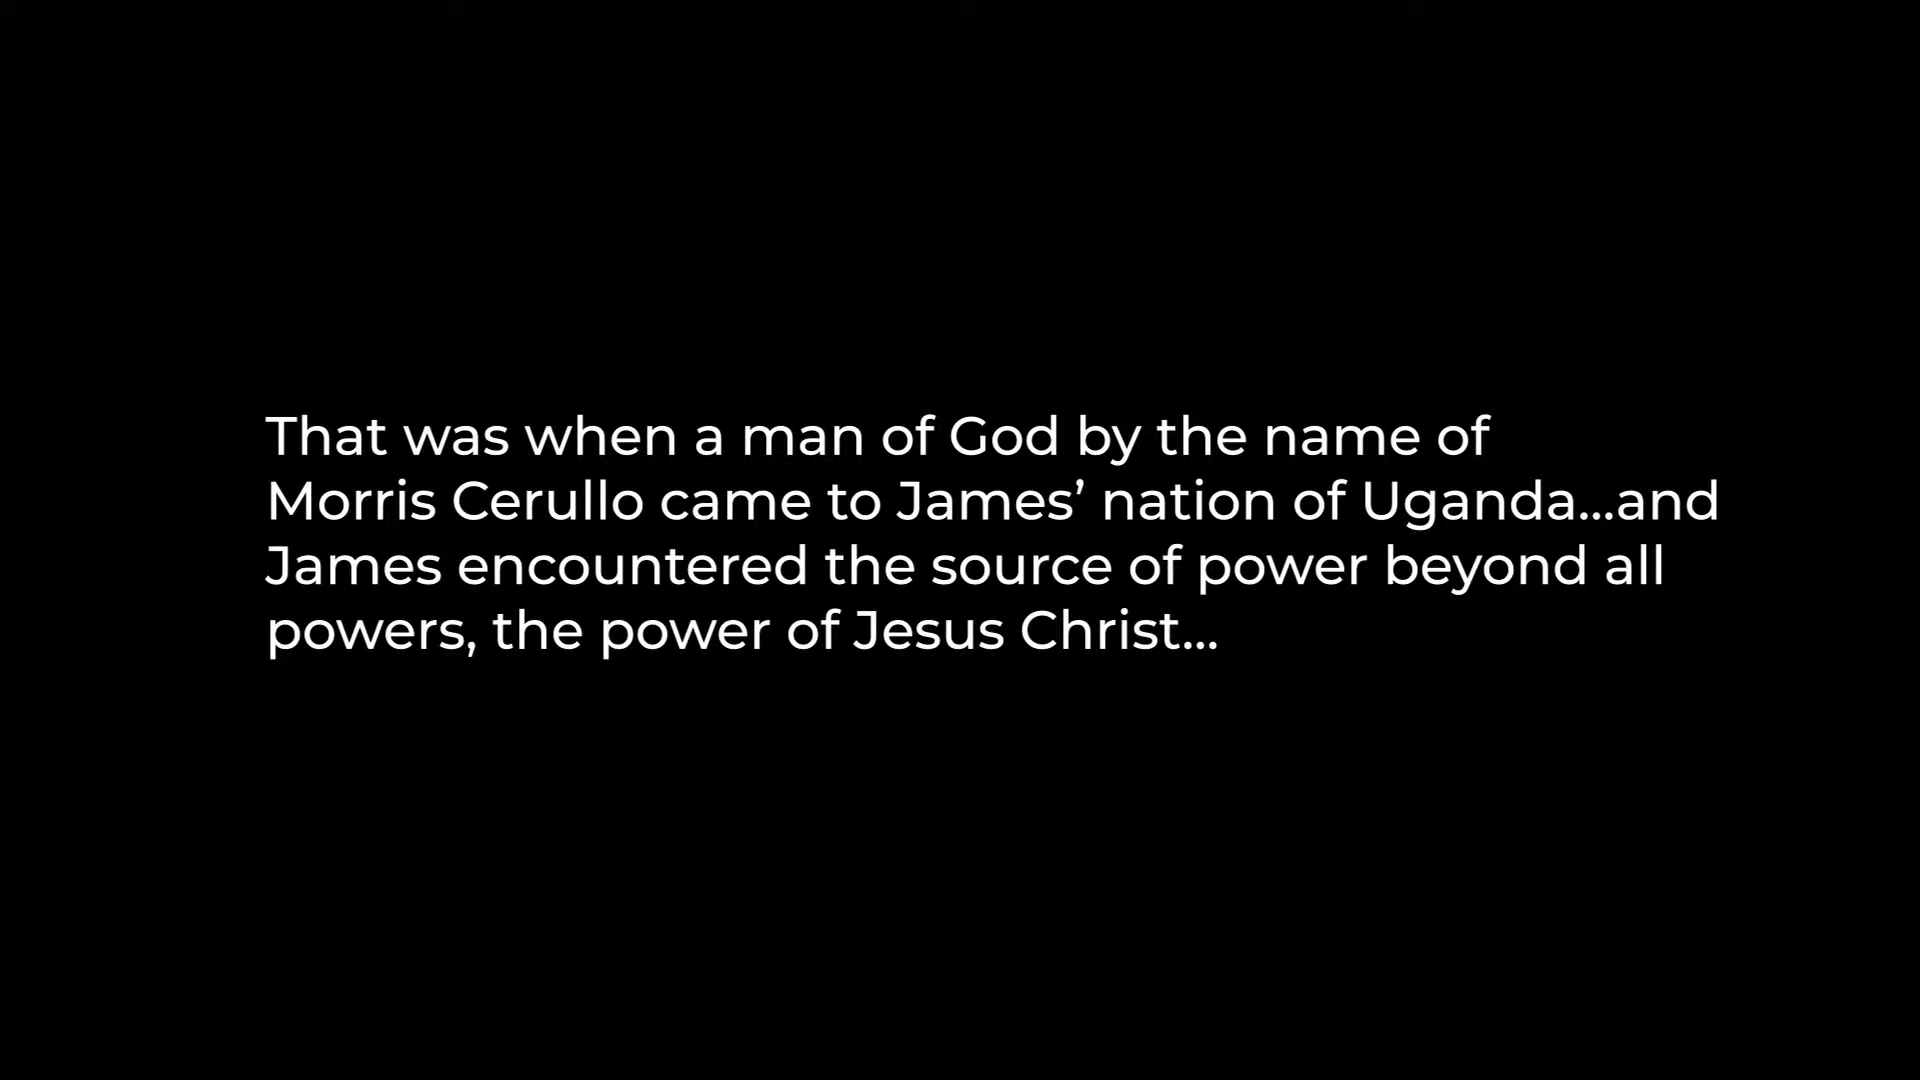 That was when a man of God by the name of
Morris Cerullo came to James’ nation of Uganda...and
James encountered the source of power beyond all
powers, the power of Jesus Christ...